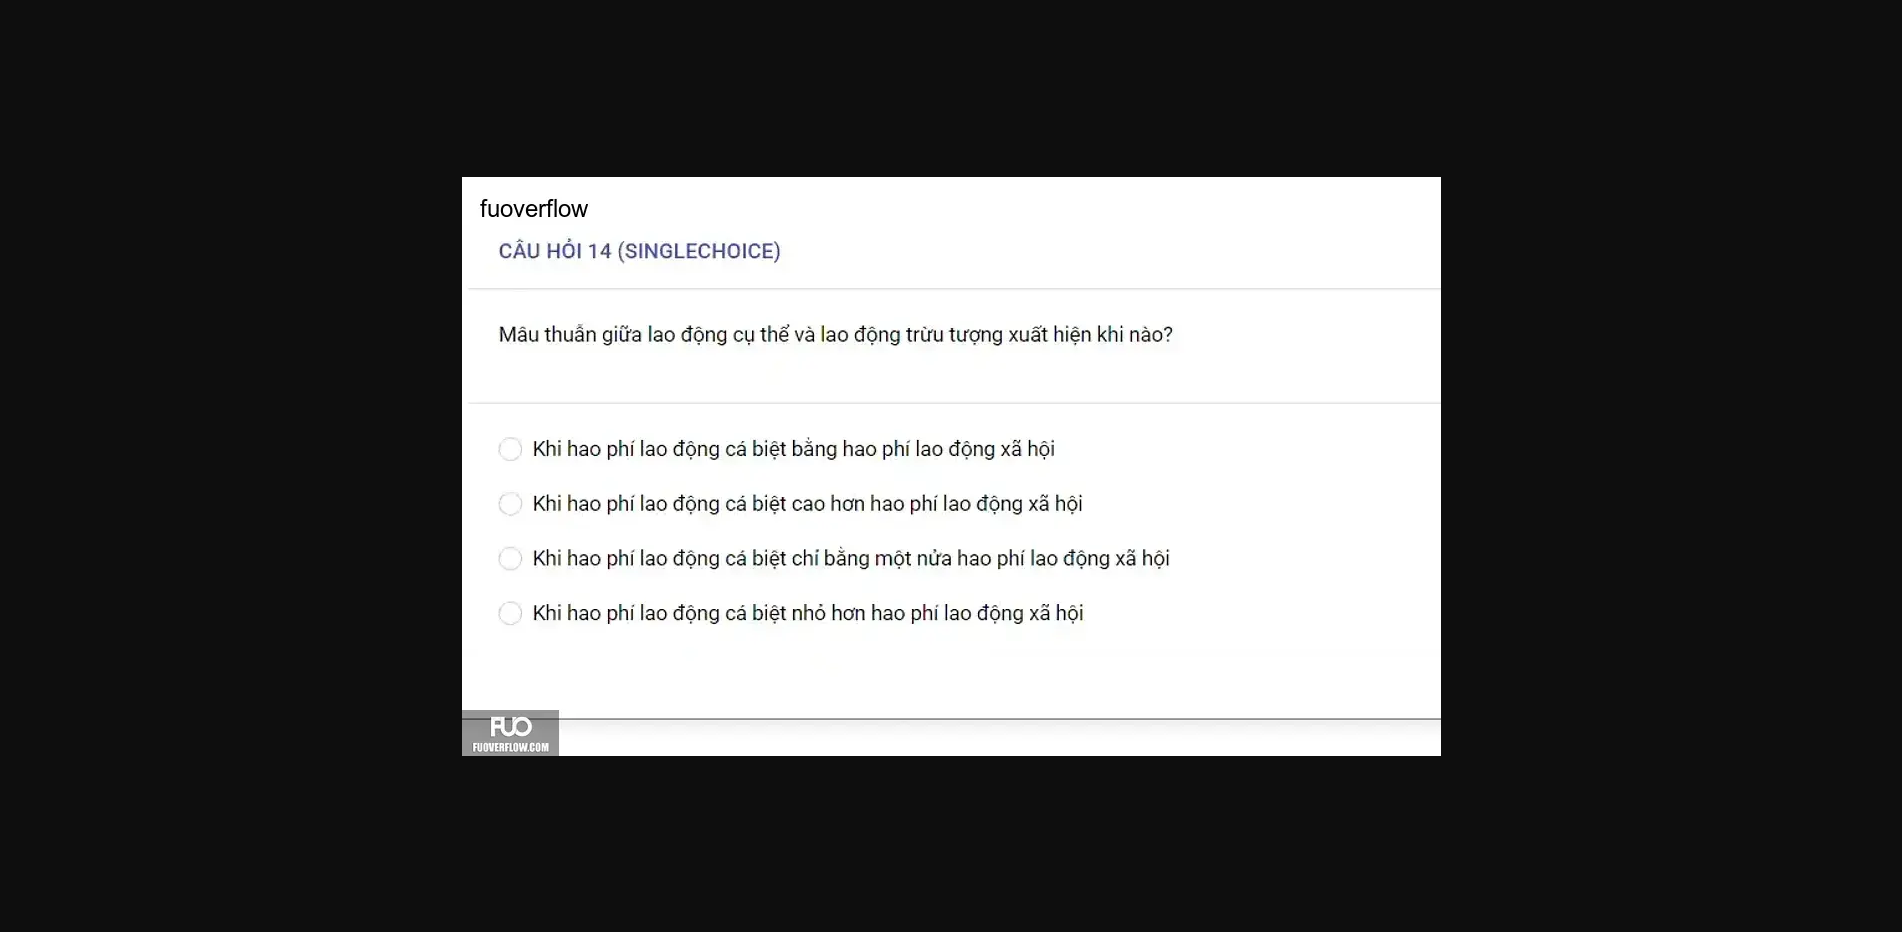 fuoverflow
CÂU HỎI 14 (SINGLECHOICE)
Mâu thuẫn giữa lao động cụ thể và lao động trừu tượng xuất hiện khi nào?
Khi hao phí lao động cá biệt bằng hao phí lao động xã hội
Khi hao phí lao động cá biệt cao hơn hao phí lao động xã hội
Khi hao phí lao động cá biệt chỉ bằng một nửa hao phí lao động xã hội
Khi hao phí lao động cá biệt nhỏ hơn hao phí lao động xã hội
FUO
FUOVERFLOW.COM